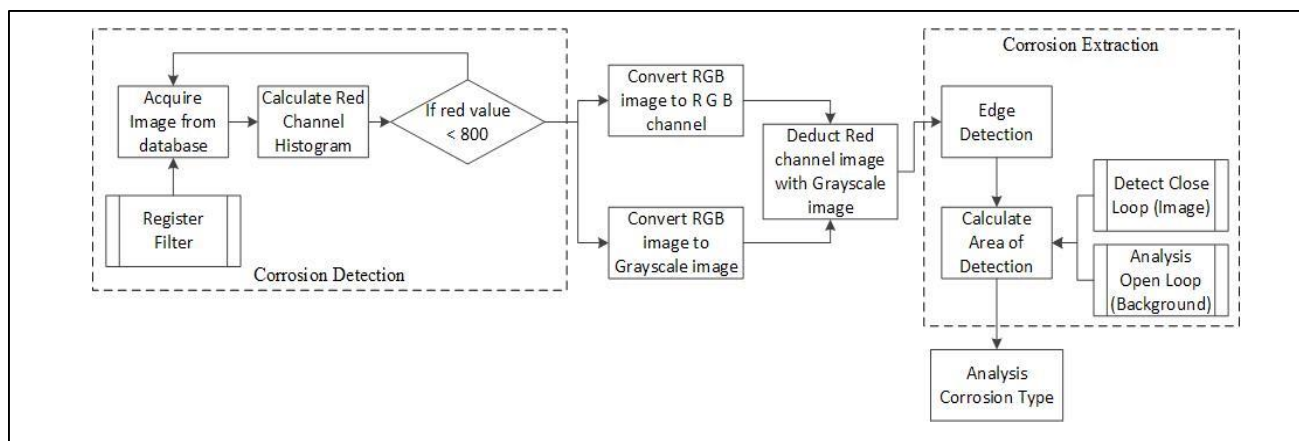 Acquire
Image from
database
Calculate Red
Channel
Histogram
If red value
< 800
Register
Filter
Corrosion Detection
Convert RGB
image to R G B
channel
Convert RGB
image to
Grayscale image
Deduct Red
channel image
with Grayscale
image
Corrosion Extraction
Edge
Detection
Calculate
Area of
Detection
Detect Close
Loop (Image)
Analysis
Open Loop
(Background)
Analysis
Corrosion Type